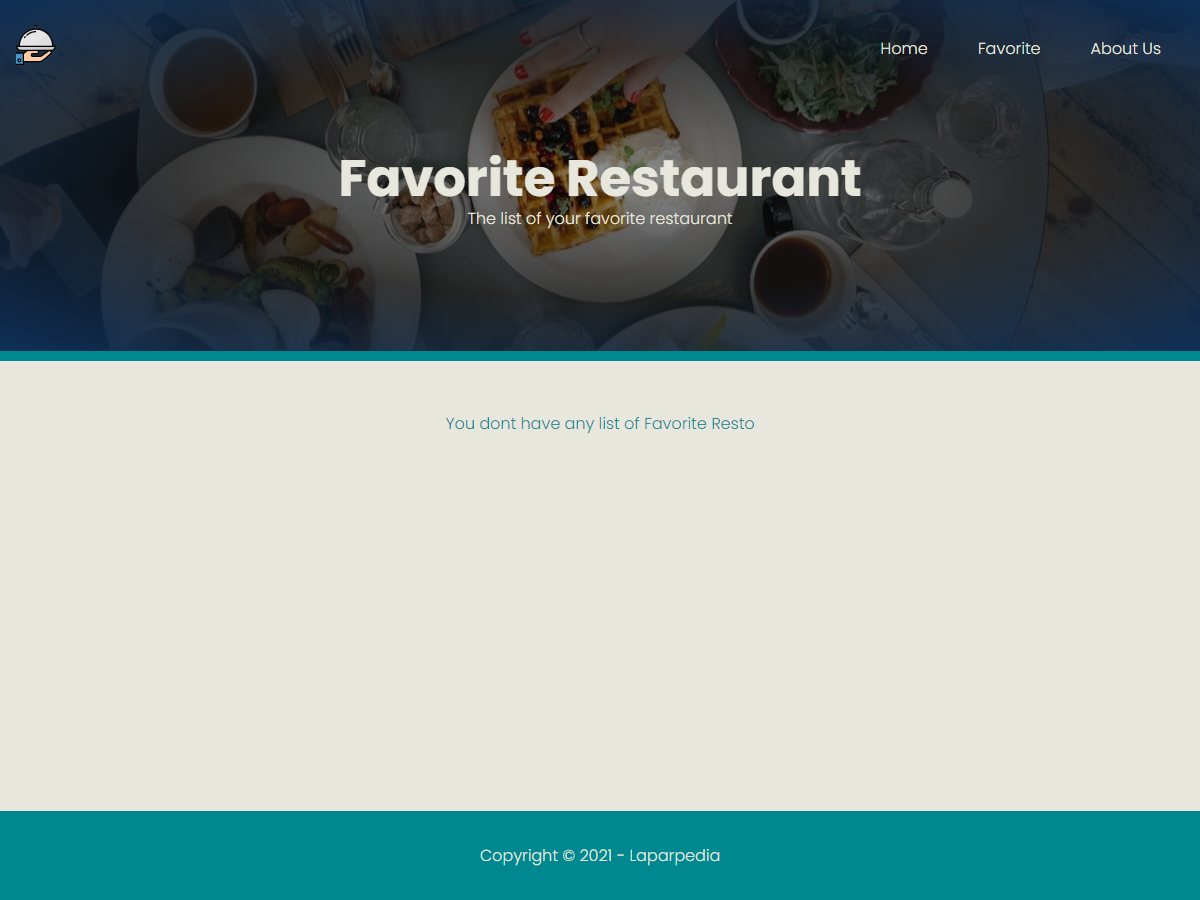 Home
Favorite
About Us
Favorite Restaurant
The list of your favorite restaurant
You dont have any list of Favorite Resto
Copyright © 2021 - Laparpedia